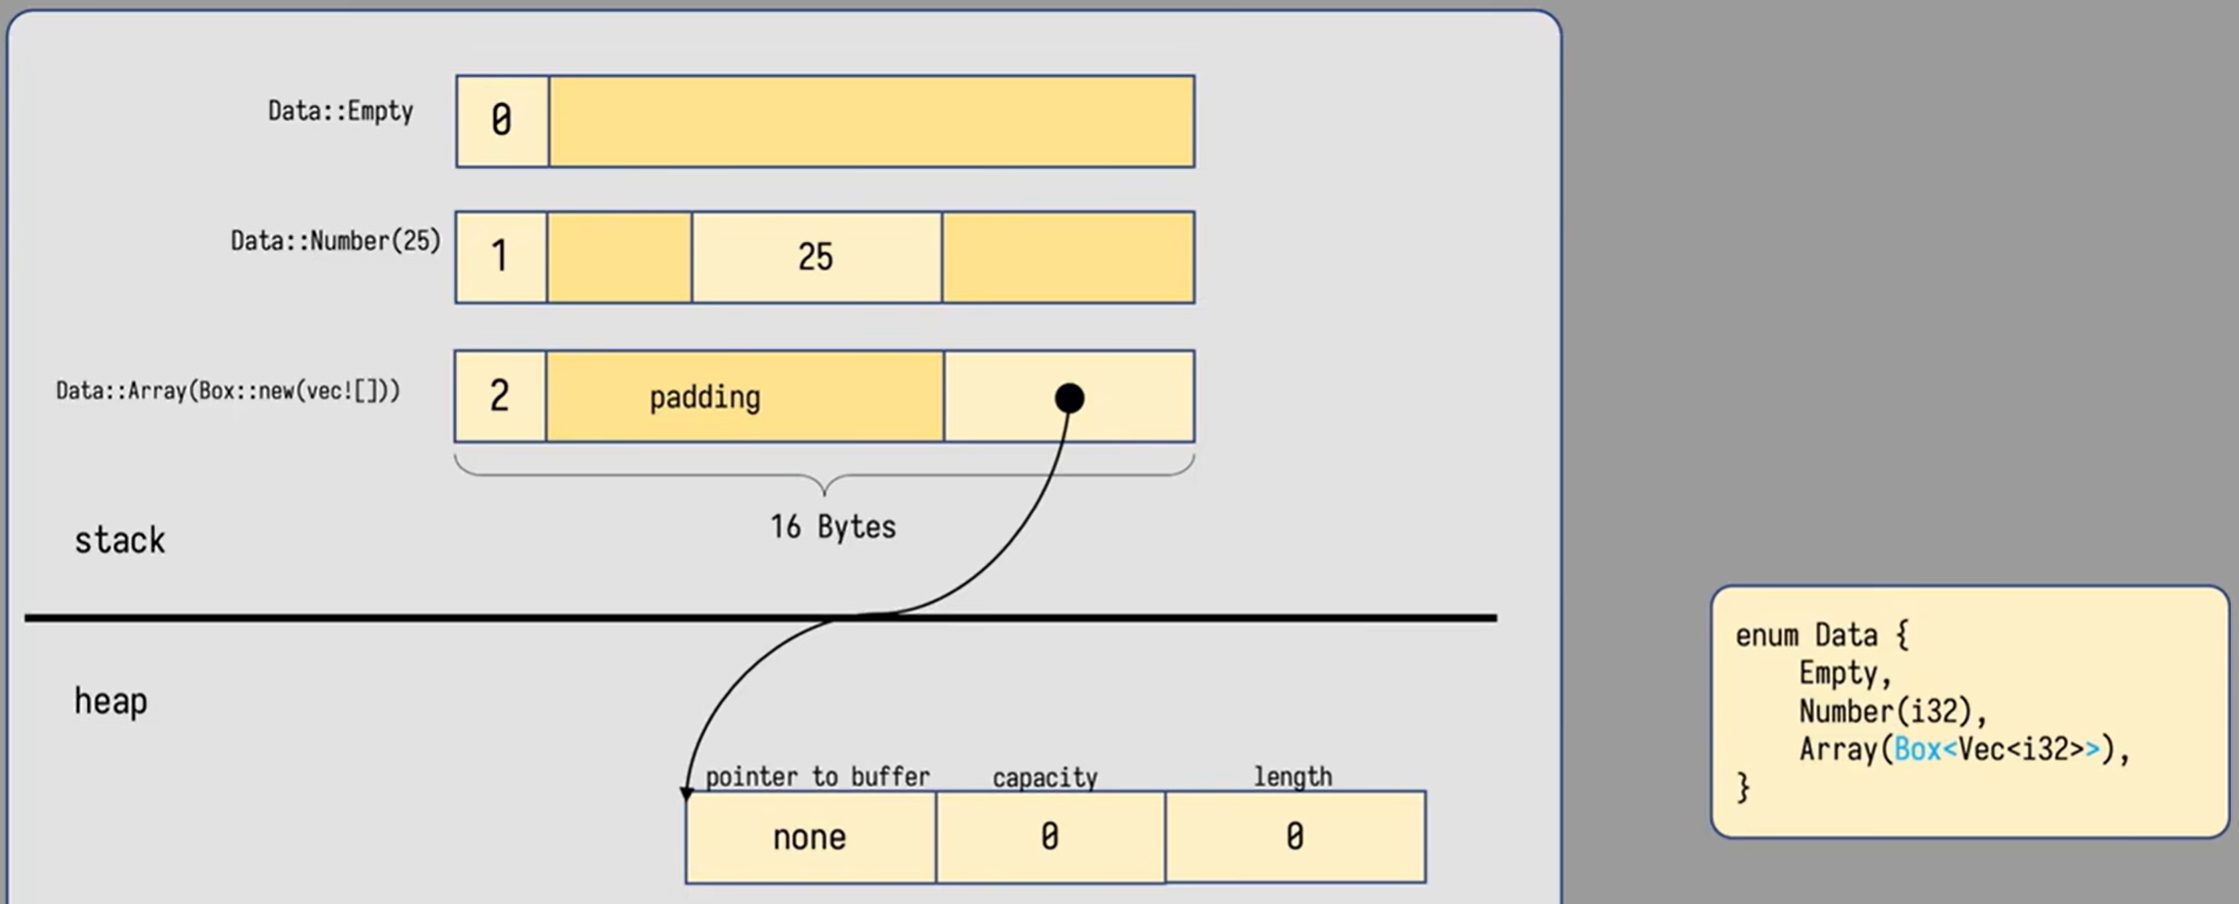 Data::Empty
0
Data::Number(25)
1
25
Data::Array(Box::new(vec![]))
2
padding
16 Bytes
stack
heap
pointer to buffer
capacity
length
none
0
0
enum Data {
Empty,
Number(i32),
Array(Box<Vec<i32>>),
}